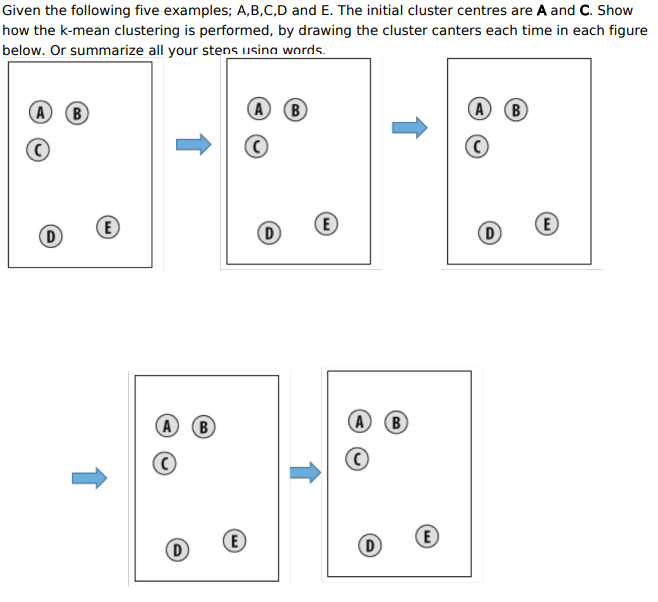 Given the following five examples; A,B,C,D and E. The initial cluster centres are A and C. Show
how the k-mean clustering is performed, by drawing the cluster canters each time in each figure
below. Or summarize all your steps using words.
A B A B A B
C C C
E E E
D D D
A B A B
C C
E E
D D